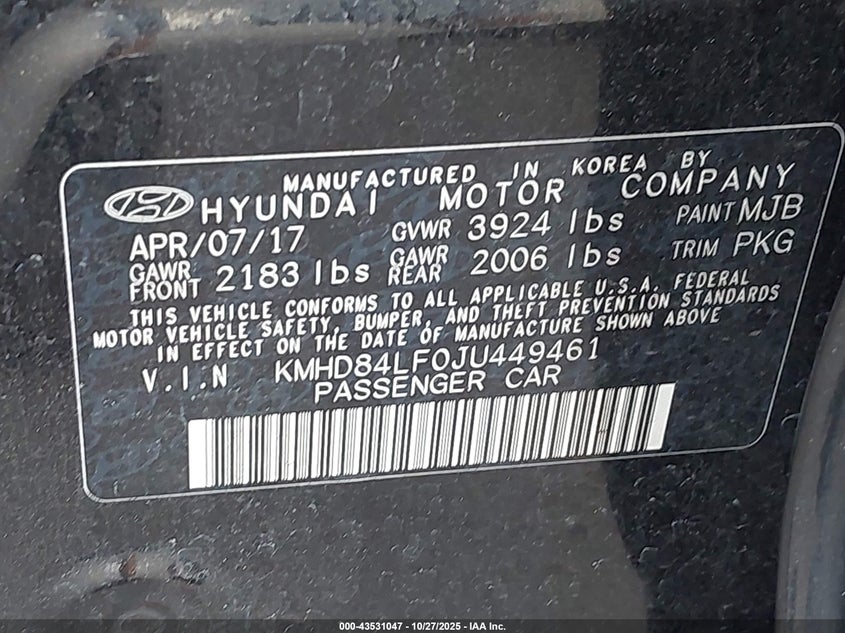 MANUFACTURED IN KOREA BY
HYUNDAI MOTOR COMPANY
APR/07/17 GVWR 3924 lbs PAINT MJB
GAWR FRONT 2183 lbs GAWR REAR 2006 lbs TRIM PKG
THIS VEHICLE CONFORMS TO ALL APPLICABLE U.S.A. FEDERAL
MOTOR VEHICLE SAFETY, BUMPER, AND THEFT PREVENTION STANDARDS
IN EFFECT ON THE DATE OF MANUFACTURE SHOWN ABOVE
V.I.N KMHD84LF0JU449461
PASSENGER CAR
000-43531047 - 10/27/2025 - IAA Inc.